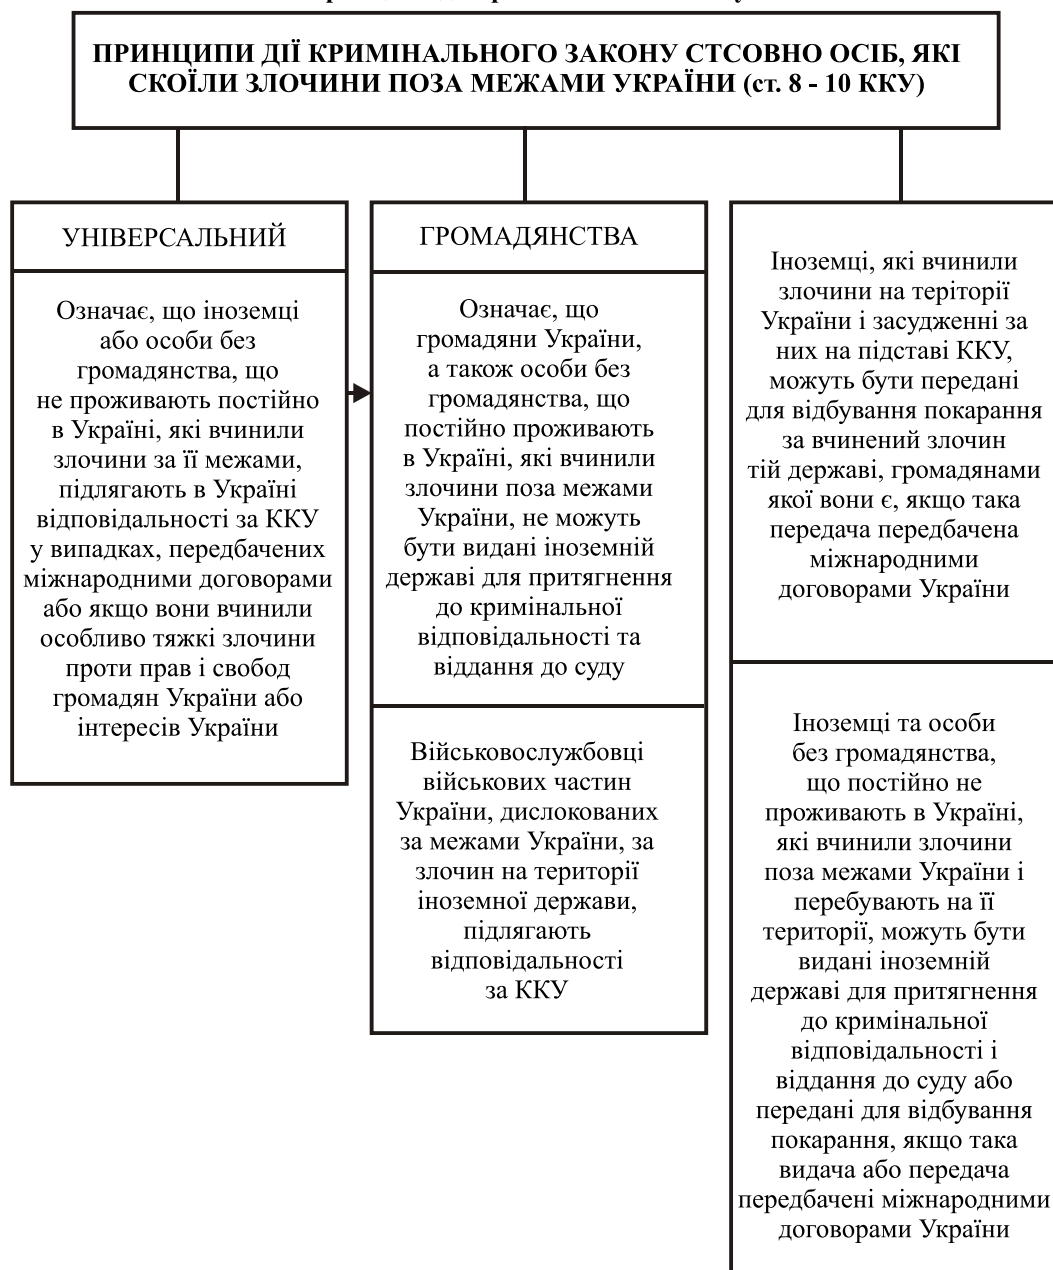 ПРИНЦИПИ ДІЇ КРИМІНАЛЬНОГО ЗАКОНУ СТСОВНО ОСІБ, ЯКІ
СКОЇЛИ ЗЛОЧИНИ ПОЗА МЕЖАМИ УКРАЇНИ (ст. 8 - 10 ККУ)
УНІВЕРСАЛЬНИЙ
Означає, що іноземці
або особи без
громадянства, що
не проживають постійно
в Україні, які вчинили
злочини за її межами,
підлягають в Україні
відповідальності за ККУ
у випадках, передбачених
міжнародними договорами
або якщо вони вчинили
особливо тяжкі злочини
проти прав і свобод
громадян України або
інтересів України
ГРОМАДЯНСТВА
Означає, що
громадяни України,
а також особи без
громадянства, що
постійно проживають
в Україні, які вчинили
злочини поза межами
України, не можуть
бути видані іноземній
державі для притягнення
до кримінальної
відповідальності та
віддання до суду
Військовослужбовці
військових частин
України, дислокованих
за межами України, за
злочин на території
іноземної держави,
підлягають
відповідальності
за ККУ
Іноземці, які вчинили
злочини на теріторії
України і засудженні за
них на підставі ККУ,
можуть бути передані
для відбування покарання
за вчинений злочин
тій державі, громадянами
якої вони є, якщо така
передача передбачена
міжнародними
договорами України
Іноземці та особи
без громадянства,
що постійно не
проживають в Україні,
які вчинили злочини
поза межами України і
перебувають на її
території, можуть бути
видані іноземній
державі для притягнення
до кримінальної
відповідальності і
віддання до суду або
передані для відбування
покарання, якщо така
видача або передача
передбачені міжнародними
договорами України